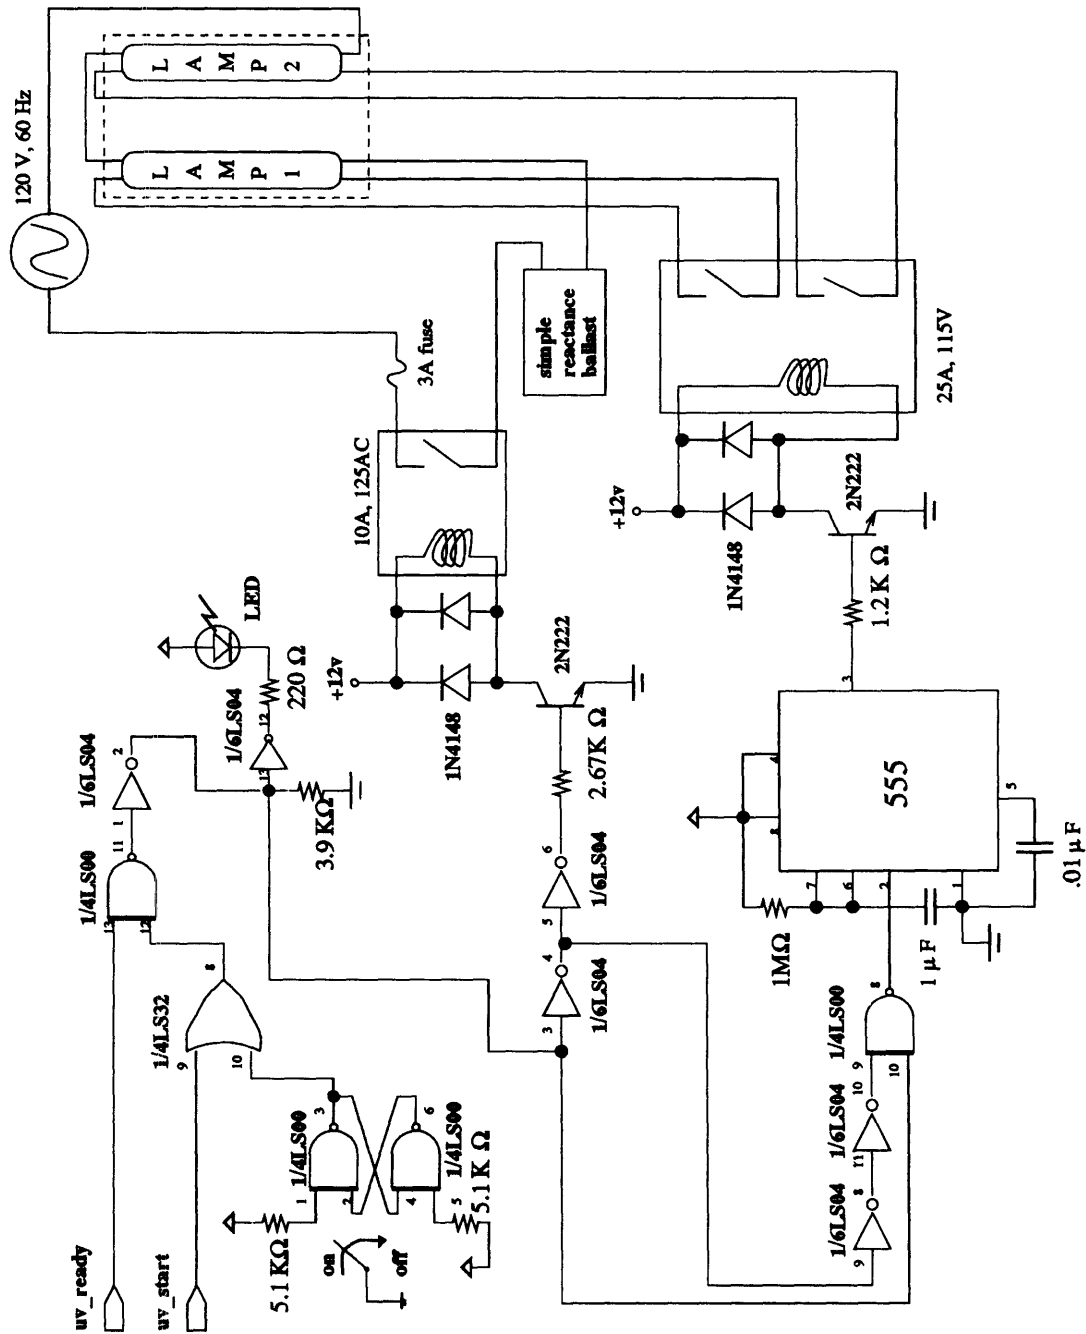 120 V, 60 Hz
LAMP 2
LAMP 1
3A fuse
simple
reactance
ballast
10A, 125AC
25A, 115V
+12v
1N4148
2N222
2.67K Ω
+12v
1N4148
2N222
1.2 K Ω
LED
220 Ω
1/6LS04
13
12
3.9 KΩ
1/6LS04
1
2
1/4LS00
13
12
11
1/4LS32
9
10
8
1/4LS00
1
2
3
1/4LS00
4
5
6
5.1 KΩ
5.1K Ω
on
off
uv_ready
uv_start
1/6LS04
3
4
1/6LS04
5
6
1/6LS04
9
8
1/6LS04
11
10
1/4LS00
9
10
8
555
4
8
7
6
2
1
5
3
1MΩ
1 µF
.01 µF